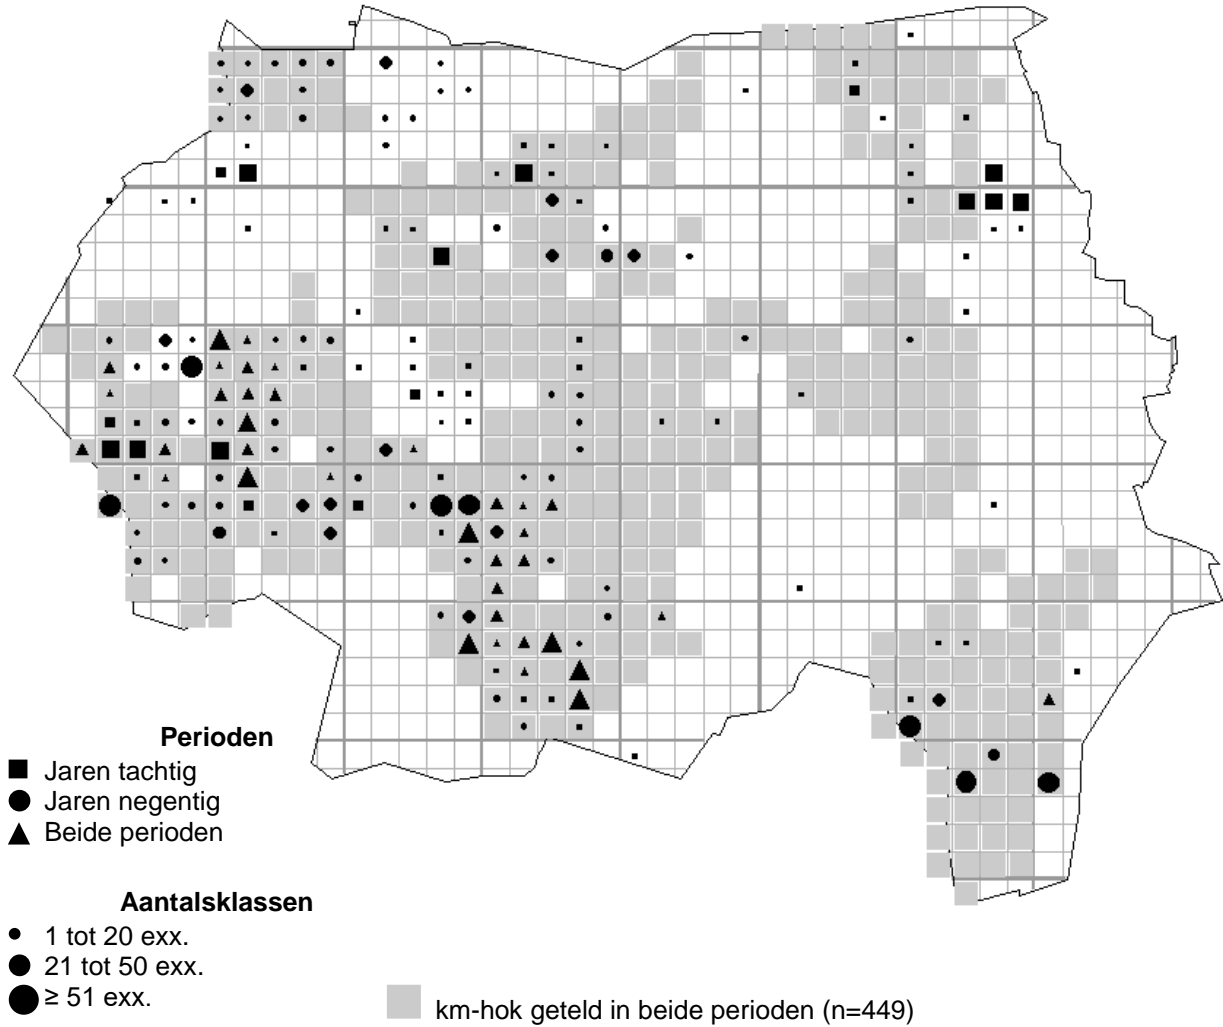 Perioden
Jaren tachtig
Jaren negentig
Beide perioden
Aantalsklassen
1 tot 20 exx.
21 tot 50 exx.
≥ 51 exx.
km-hok geteld in beide perioden (n=449)